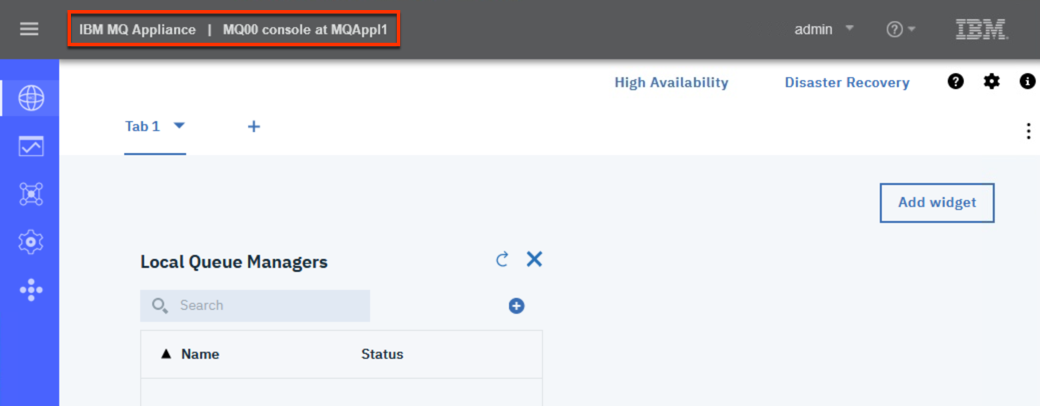 IBM MQ Appliance | MQ00 console at MQAppl1
admin
IBM
High Availability
Disaster Recovery
Tab 1
Add widget
Local Queue Managers
Search
Name
Status